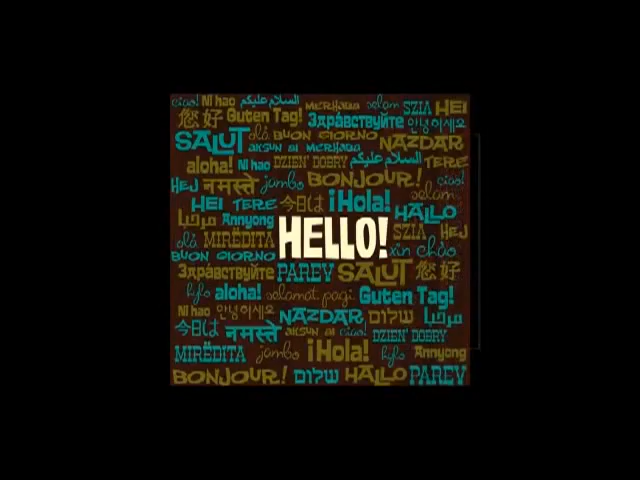 ciao! Ni hao السلام عليكم MERHABA selam SZIA HEI
您好 Guten Tag! Здравствуйте 안녕하세요
SALUT olá BUON GIORNO NAZDAR
AKSUN AI MERHABA
aloha! Ni hao DZIEN' DOBRY السلام عليكم TERE
HEJ नमस्ते jambo BONJOUR! ciao!
HEI TERE 今日は ¡Hola! selam HALLO
مرحبا Annyong HELLO! SZIA HEJ
olá MIRËDITA xin chào
BUON GIORNO
Здравствуйте PAREV SALUT 您好
hylo aloha! selamat pagi Guten Tag!
Ni hao 안녕하세요 NAZDAR שלום مرحبا
今日は नमस्ते AKSUN AI ciao! DZIEN' DOBRY
MIRËDITA jambo ¡Hola! hylo Annyong
BONJOUR! שלום HALLO PAREV